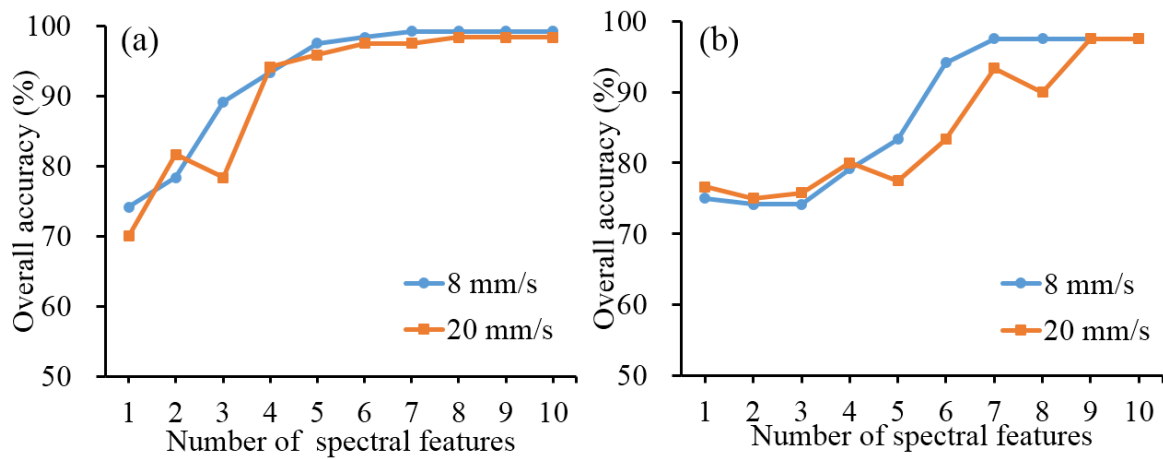 (a)
Overall accuracy (%)
100
90
80
70
60
50
8 mm/s
20 mm/s
1 2 3 4 5 6 7 8 9 10
Number of spectral features
(b)
Overall accuracy (%)
100
90
80
70
60
50
8 mm/s
20 mm/s
1 2 3 4 5 6 7 8 9 10
Number of spectral features